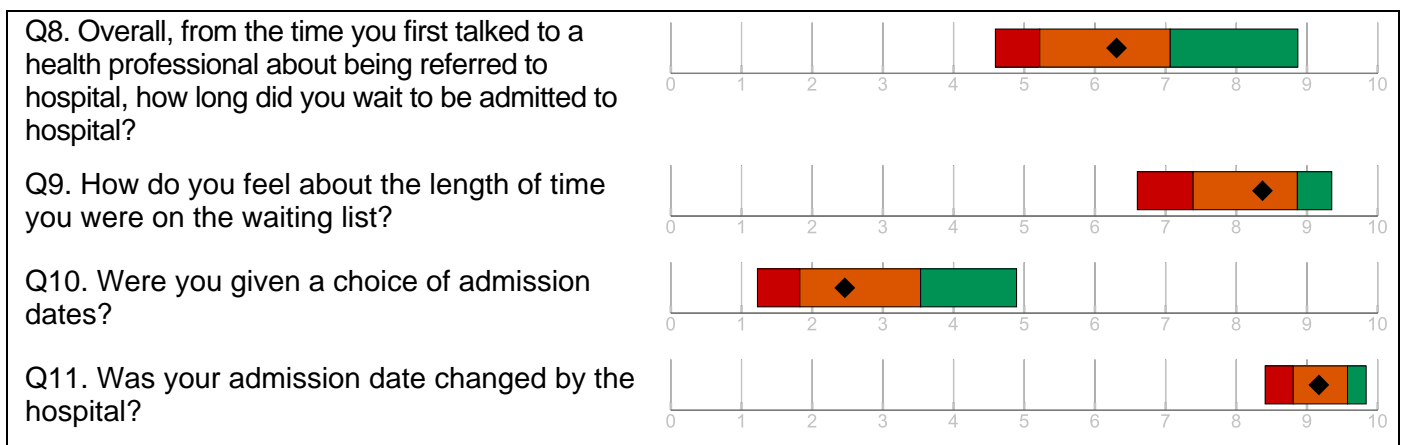 Q8. Overall, from the time you first talked to a
health professional about being referred to
hospital, how long did you wait to be admitted to
hospital?
0 1 2 3 4 5 6 7 8 9 10
Q9. How do you feel about the length of time
you were on the waiting list?
0 1 2 3 4 5 6 7 8 9 10
Q10. Were you given a choice of admission
dates?
0 1 2 3 4 5 6 7 8 9 10
Q11. Was your admission date changed by the
hospital?
0 1 2 3 4 5 6 7 8 9 10